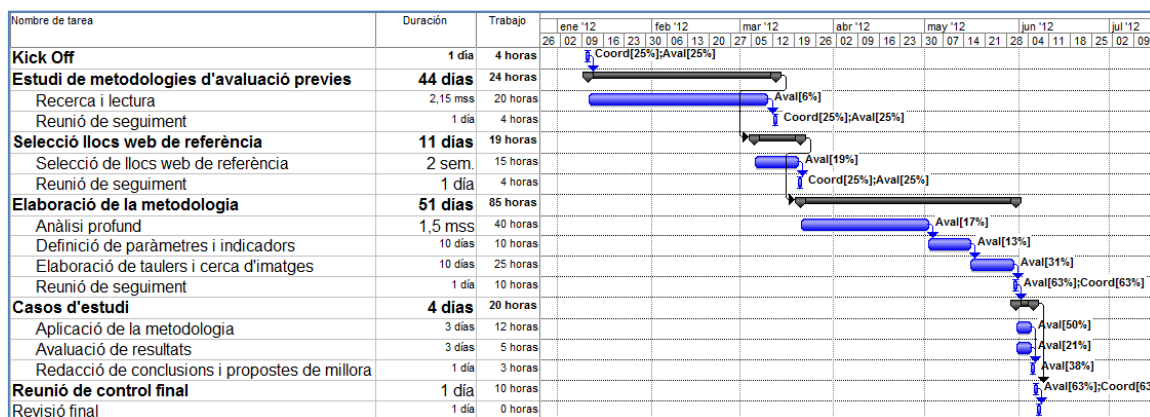 Nombre de tarea Duración Trabajo ene '12 feb '12 mar '12 abr '12 may '12 jun '12 jul '12
26 02 09 16 23 30 06 13 20 27 05 12 19 26 02 09 16 23 30 07 14 21 28 04 11 18 25 02 09
Kick Off 1 día 4 horas Coord[25%];Aval[25%]
Estudi de metodologies d'avaluació prèvies 44 días 24 horas
Recerca i lectura 2,15 mss 20 horas Aval[6%]
Reunió de seguiment 1 día 4 horas Coord[25%];Aval[25%]
Selecció llocs web de referència 11 días 19 horas
Selecció de llocs web de referència 2 sem. 15 horas Aval[19%]
Reunió de seguiment 1 día 4 horas Coord[25%];Aval[25%]
Elaboració de la metodologia 51 días 85 horas
Anàlisi profund 1,5 mss 40 horas Aval[17%]
Definició de paràmetres i indicadors 10 días 10 horas Aval[13%]
Elaboració de taulers i cerca d'imatges 10 días 25 horas Aval[31%]
Reunió de seguiment 1 día 10 horas Aval[63%];Coord[63%]
Casos d'estudi 4 días 20 horas
Aplicació de la metodologia 3 días 12 horas Aval[50%]
Avaluació de resultats 3 días 5 horas Aval[21%]
Redacció de conclusions i propostes de millora 1 día 3 horas Aval[38%]
Reunió de control final 1 día 10 horas Aval[63%];Coord[63
Revisió final 1 día 0 horas